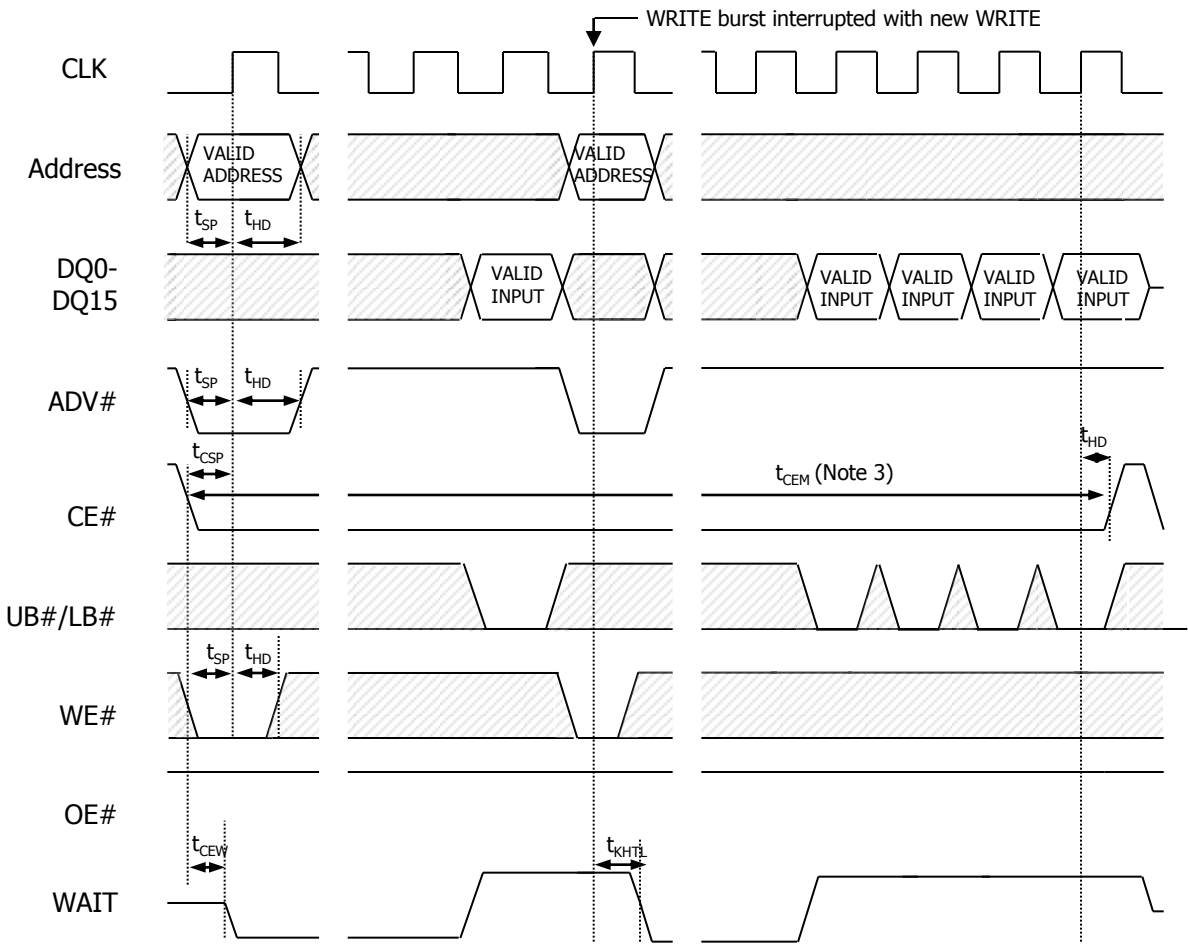 WRITE burst interrupted with new WRITE
CLK
Address
VALID
ADDRESS
VALID
ADDRESS
tSP
tHD
DQ0-
DQ15
VALID
INPUT
VALID
INPUT
VALID
INPUT
VALID
INPUT
VALID
INPUT
ADV#
tSP
tHD
CE#
tCSP
tCEM (Note 3)
tHD
UB#/LB#
WE#
tSP
tHD
OE#
tCEW
tKHTL
WAIT